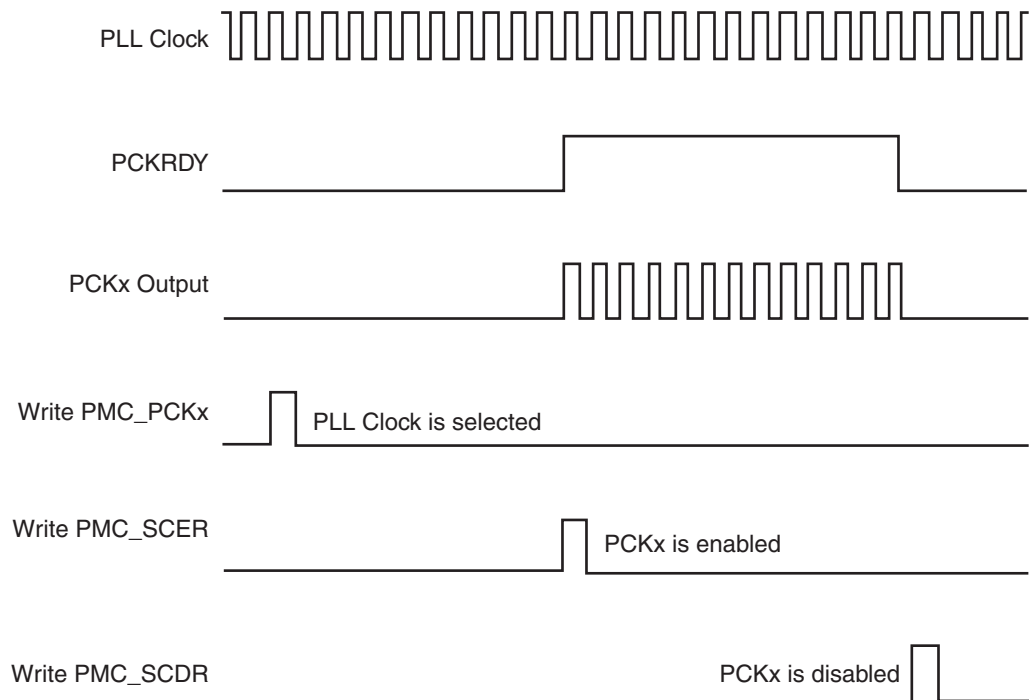 PLL Clock
PCKRDY
PCKx Output
Write PMC_PCKx
PLL Clock is selected
Write PMC_SCER
PCKx is enabled
Write PMC_SCDR
PCKx is disabled